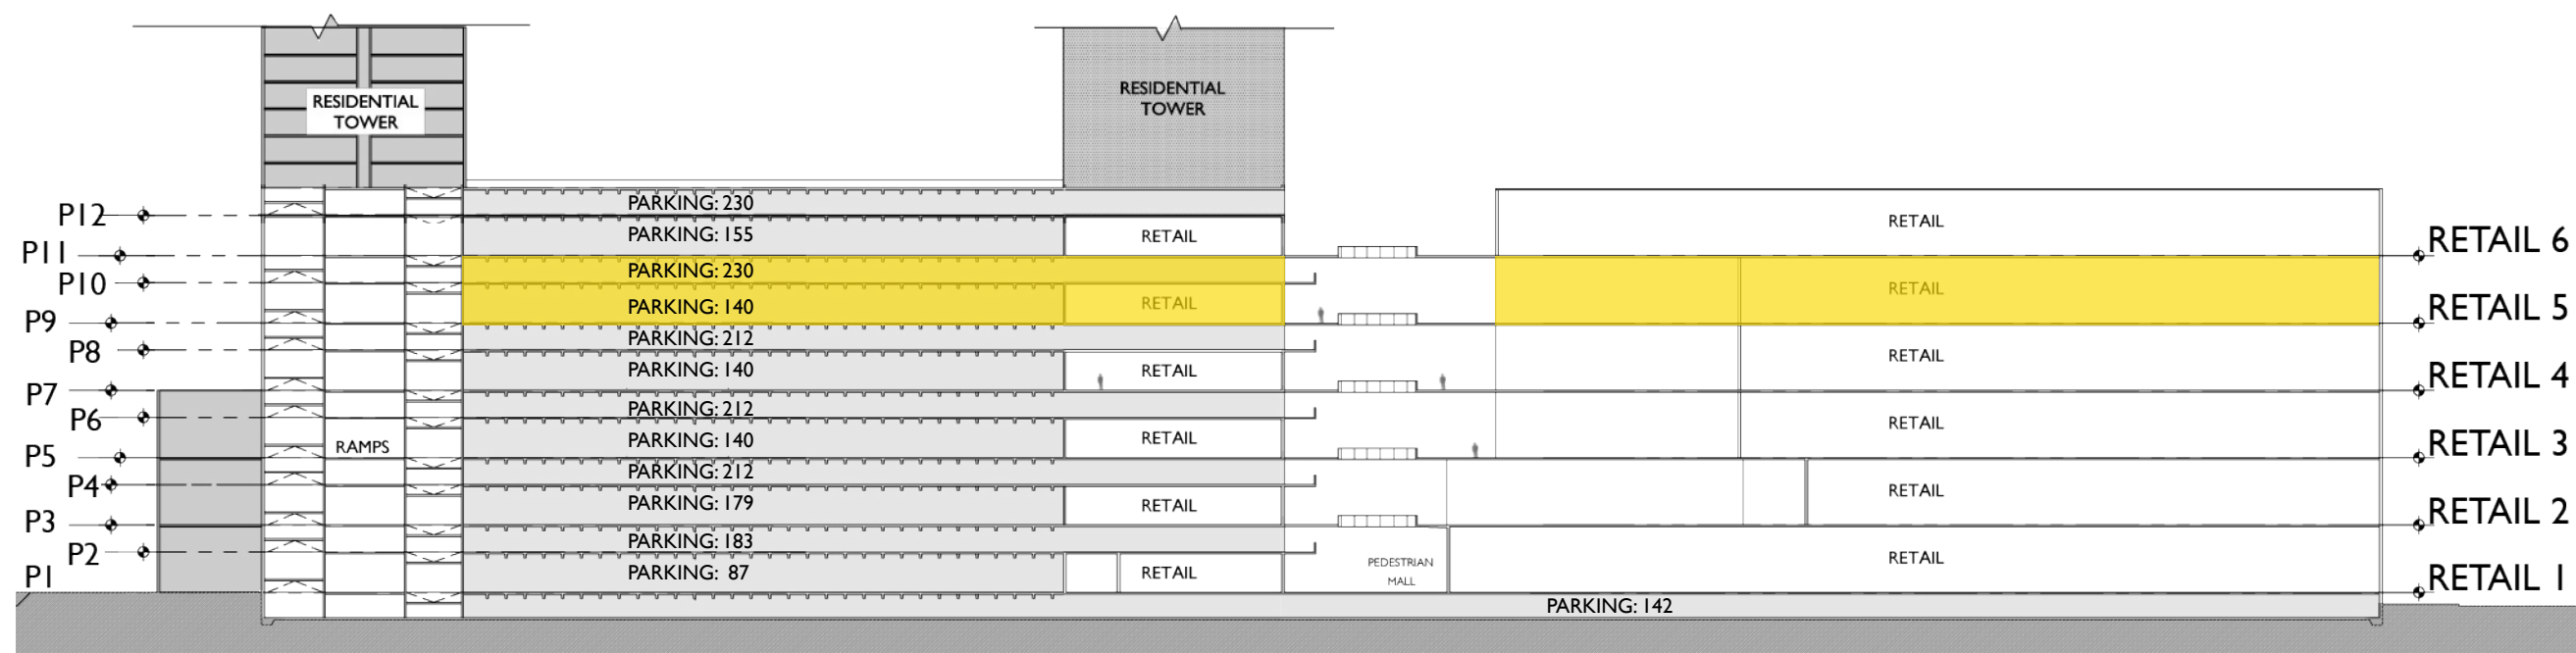 RESIDENTIAL
TOWER
RESIDENTIAL
TOWER
P12
PARKING: 230
RETAIL
PARKING: 155
RETAIL
P11
RETAIL 6
PARKING: 230
P10
RETAIL
PARKING: 140
RETAIL
P9
RETAIL 5
PARKING: 212
P8
RETAIL
PARKING: 140
RETAIL
P7
RETAIL 4
PARKING: 212
P6
RETAIL
PARKING: 140
RETAIL
RAMPS
P5
RETAIL 3
PARKING: 212
P4
RETAIL
PARKING: 179
RETAIL
P3
RETAIL 2
PARKING: 183
P2
RETAIL
PEDESTRIAN
MALL
PARKING: 87
RETAIL
P1
RETAIL 1
PARKING: 142